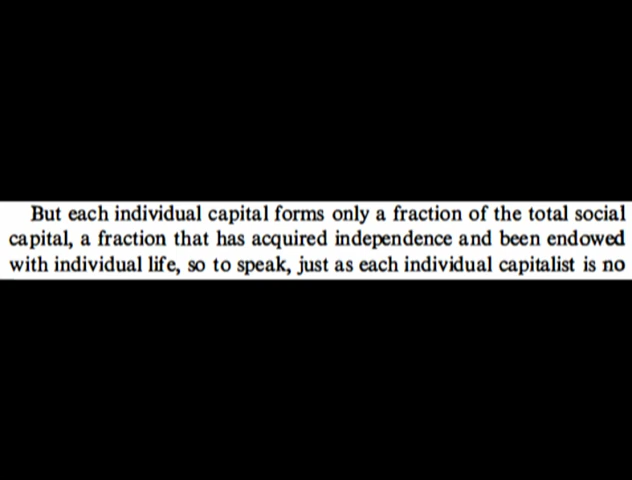 But each individual capital forms only a fraction of the total social
capital, a fraction that has acquired independence and been endowed
with individual life, so to speak, just as each individual capitalist is no